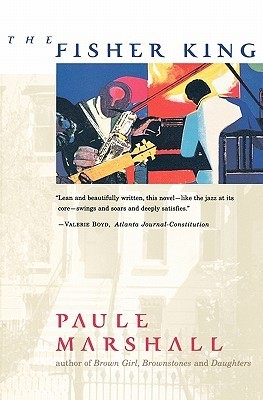 THE
FISHER KING
"Lean and beautifully written, this novel—like the jazz at its
core—swings and soars and deeply satisfies."
—VALERIE BOYD, Atlanta Journal-Constitution
PAULE
MARSHALL
author of Brown Girl, Brownstones and Daughters